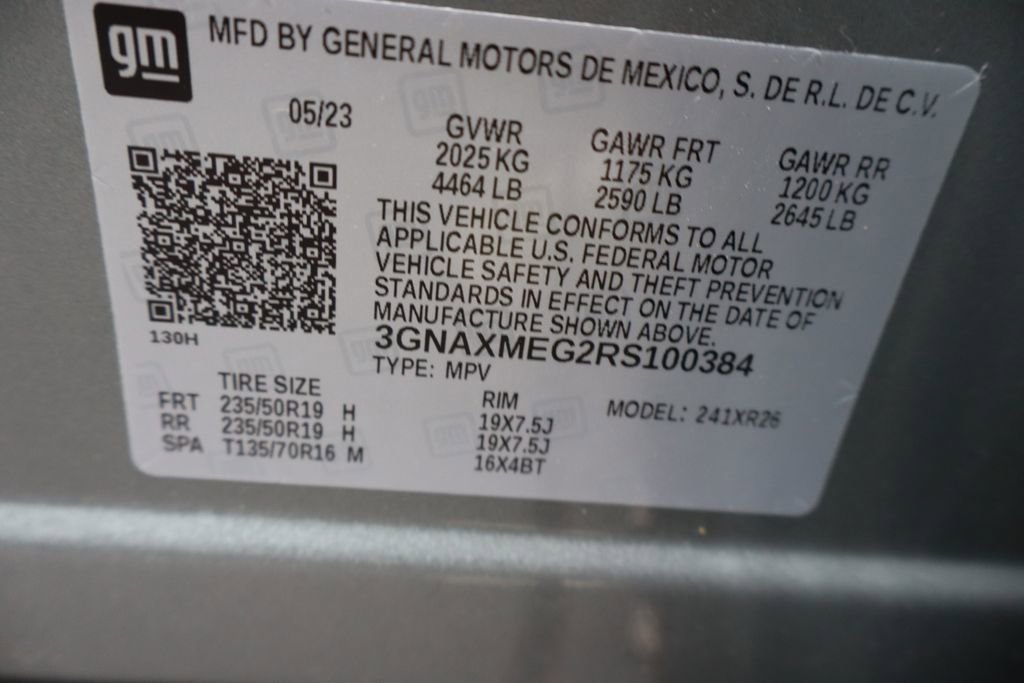 gm
MFD BY GENERAL MOTORS DE MEXICO, S. DE R.L. DE C.V.
05/23
GVWR
2025 KG
4464 LB
GAWR FRT
1175 KG
2590 LB
GAWR RR
1200 KG
2645 LB
THIS VEHICLE CONFORMS TO ALL
APPLICABLE U.S. FEDERAL MOTOR
VEHICLE SAFETY AND THEFT PREVENTION
STANDARDS IN EFFECT ON THE DATE OF
MANUFACTURE SHOWN ABOVE.
3GNAXMEG2RS100384
TYPE: MPV
130H
TIRE SIZE
FRT 235/50R19 H
RR 235/50R19 H
SPA T135/70R16 M
RIM
19X7.5J
19X7.5J
16X4BT
MODEL: 241XR26